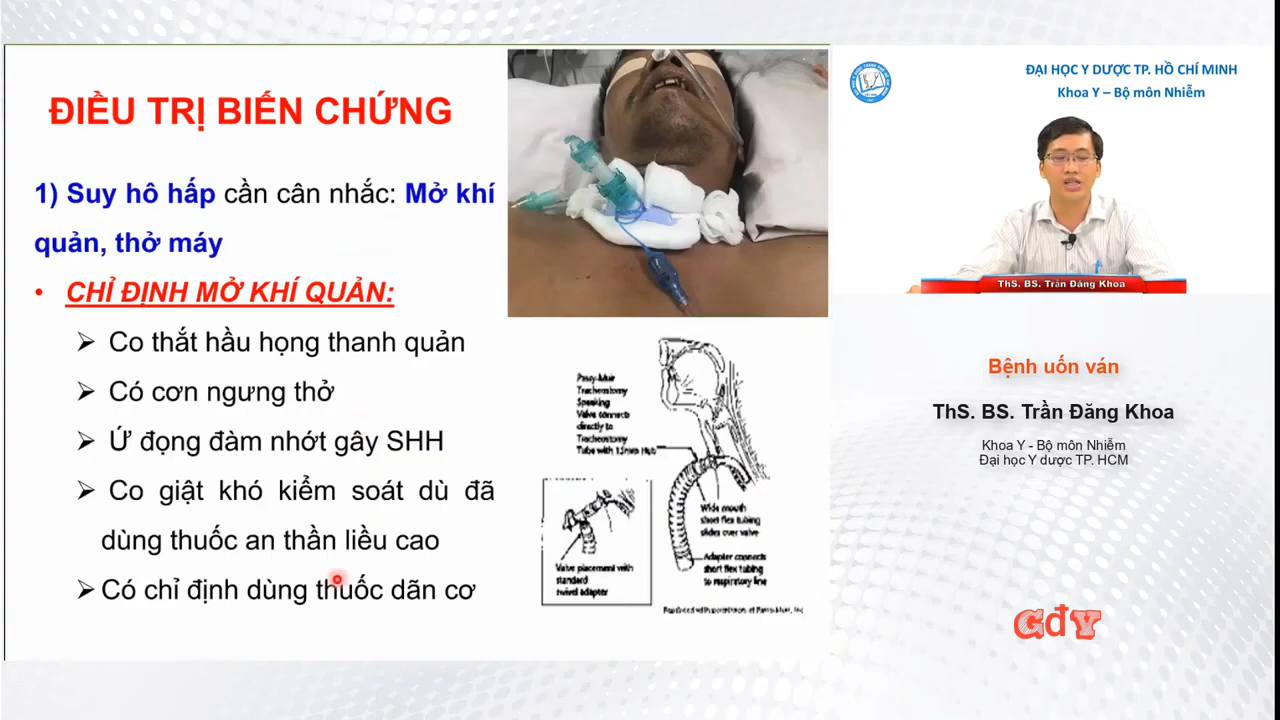 ĐIỀU TRỊ BIẾN CHỨNG
1) Suy hô hấp cần cân nhắc: Mở khí
quản, thở máy
• CHỈ ĐỊNH MỞ KHÍ QUẢN:
➢ Co thắt hầu họng thanh quản
➢ Có cơn ngưng thở
➢ Ứ đọng đàm nhớt gây SHH
➢ Co giật khó kiểm soát dù đã
dùng thuốc an thần liều cao
➢ Có chỉ định dùng thuốc dãn cơ
Passy-Muir
Tracheostomy
Speaking
Valve connects
directly to
Tracheostomy
Tube with 15mm Hub
Wide mouth
short flex tubing
slides over valve
Valve placement with
standard
swivel adapter
Adapter connects
short flex tubing
to respiratory line
ĐẠI HỌC Y DƯỢC TP. HỒ CHÍ MINH
Khoa Y – Bộ môn Nhiễm
ThS. BS. Trần Đăng Khoa
Bệnh uốn ván
ThS. BS. Trần Đăng Khoa
Khoa Y - Bộ môn Nhiễm
Đại học Y dược TP. HCM
GđY